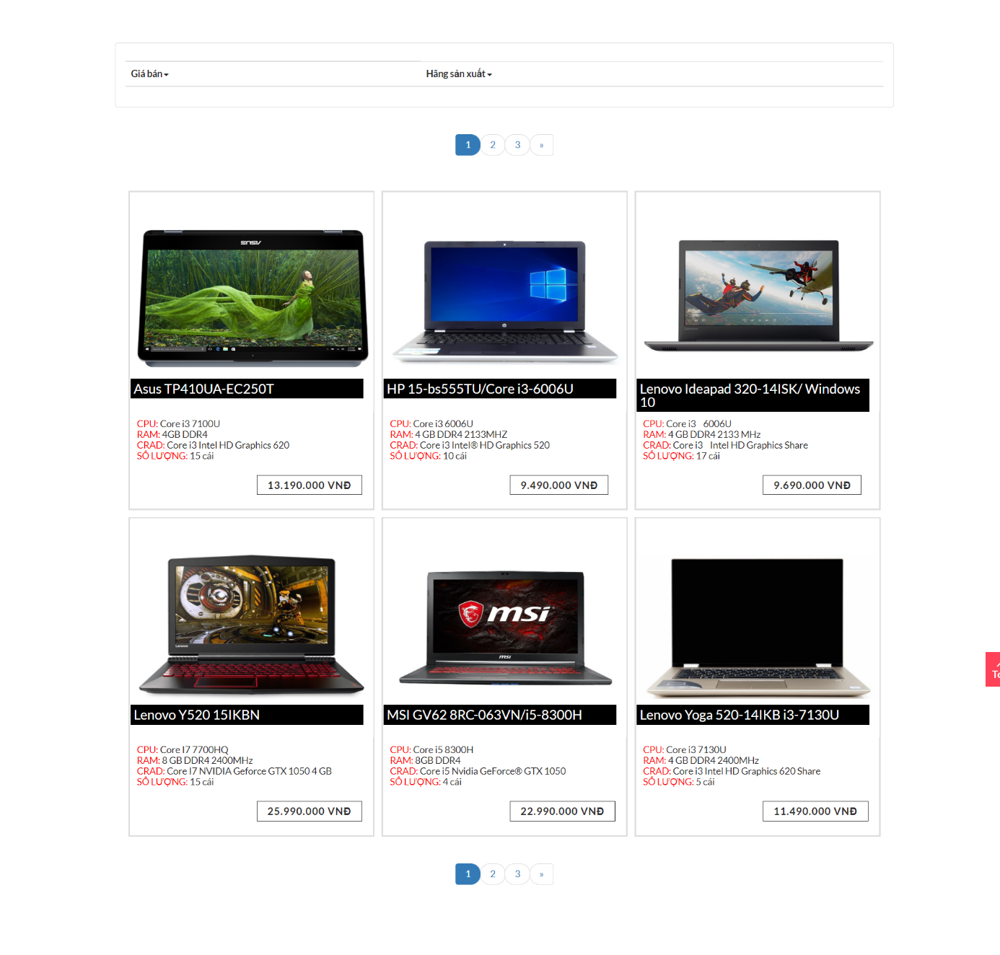 Giá bán
Hãng sản xuất
1 2 3 »
Asus TP410UA-EC250T
CPU: Core i3 7100U
RAM: 4GB DDR4
CRAD: Core i3 Intel HD Graphics 620
SỐ LƯỢNG: 15 cái
13.190.000 VNĐ
hp
HP 15-bs555TU/Core i3-6006U
CPU: Core i3 6006U
RAM: 4 GB DDR4 2133MHZ
CRAD: Core i3 Intel® HD Graphics 520
SỐ LƯỢNG: 10 cái
9.490.000 VNĐ
Lenovo
Lenovo Ideapad 320-14ISK/ Windows
10
CPU: Core i3 6006U
RAM: 4 GB DDR4 2133 MHz
CRAD: Core i3 Intel HD Graphics Share
SỐ LƯỢNG: 17 cái
9.690.000 VNĐ
Lenovo
Lenovo Y520 15IKBN
CPU: Core I7 7700HQ
RAM: 8 GB DDR4 2400MHz
CRAD: Core I7 NVIDIA Geforce GTX 1050 4 GB
SỐ LƯỢNG: 15 cái
25.990.000 VNĐ
msi
msi
MSI GV62 8RC-063VN/i5-8300H
CPU: Core i5 8300H
RAM: 8GB DDR4
CRAD: Core i5 Nvidia GeForce® GTX 1050
SỐ LƯỢNG: 4 cái
22.990.000 VNĐ
Lenovo Yoga 520-14IKB i3-7130U
CPU: Core i3 7130U
RAM: 4 GB DDR4 2400MHz
CRAD: Core i3 Intel HD Graphics 620 Share
SỐ LƯỢNG: 5 cái
11.490.000 VNĐ
1 2 3 »